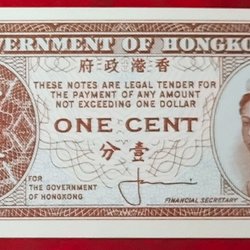 VERNMENT OF HONGKO
府政港香
THESE NOTES ARE LEGAL TENDER FOR
THE PAYMENT OF ANY AMOUNT
NOT EXCEEDING ONE DOLLAR
ONE CENT
分壹
FOR THE GOVERNMENT
OF HONGKONG
FINANCIAL SECRETARY